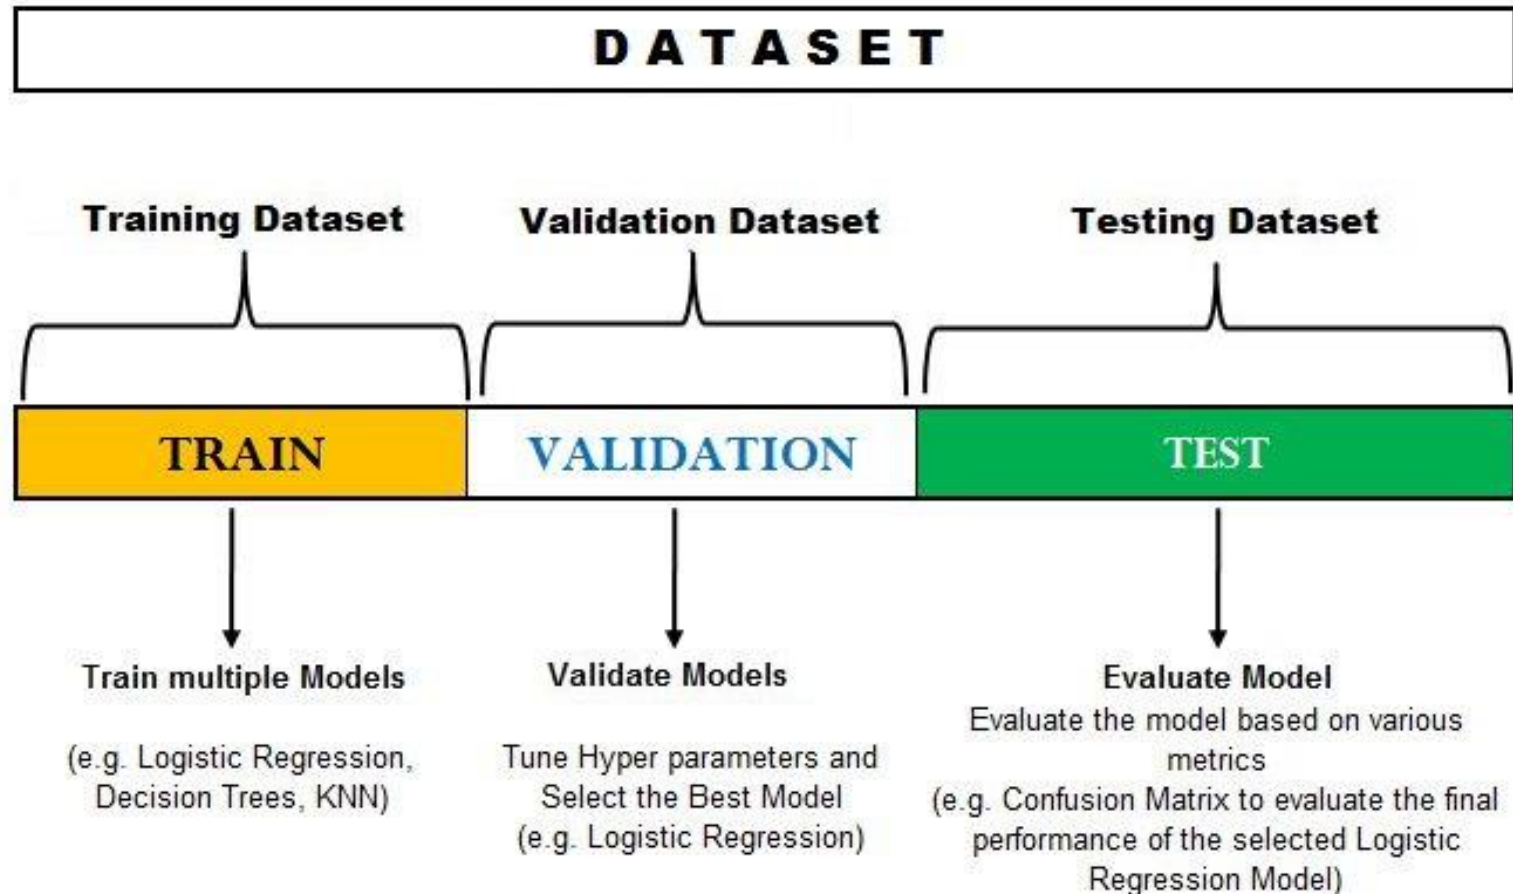 DATASET
Training Dataset
Validation Dataset
Testing Dataset
TRAIN
VALIDATION
TEST
Train multiple Models
(e.g. Logistic Regression,
Decision Trees, KNN)
Validate Models
Tune Hyper parameters and
Select the Best Model
(e.g. Logistic Regression)
Evaluate Model
Evaluate the model based on various
metrics
(e.g. Confusion Matrix to evaluate the final
performance of the selected Logistic
Regression Model)